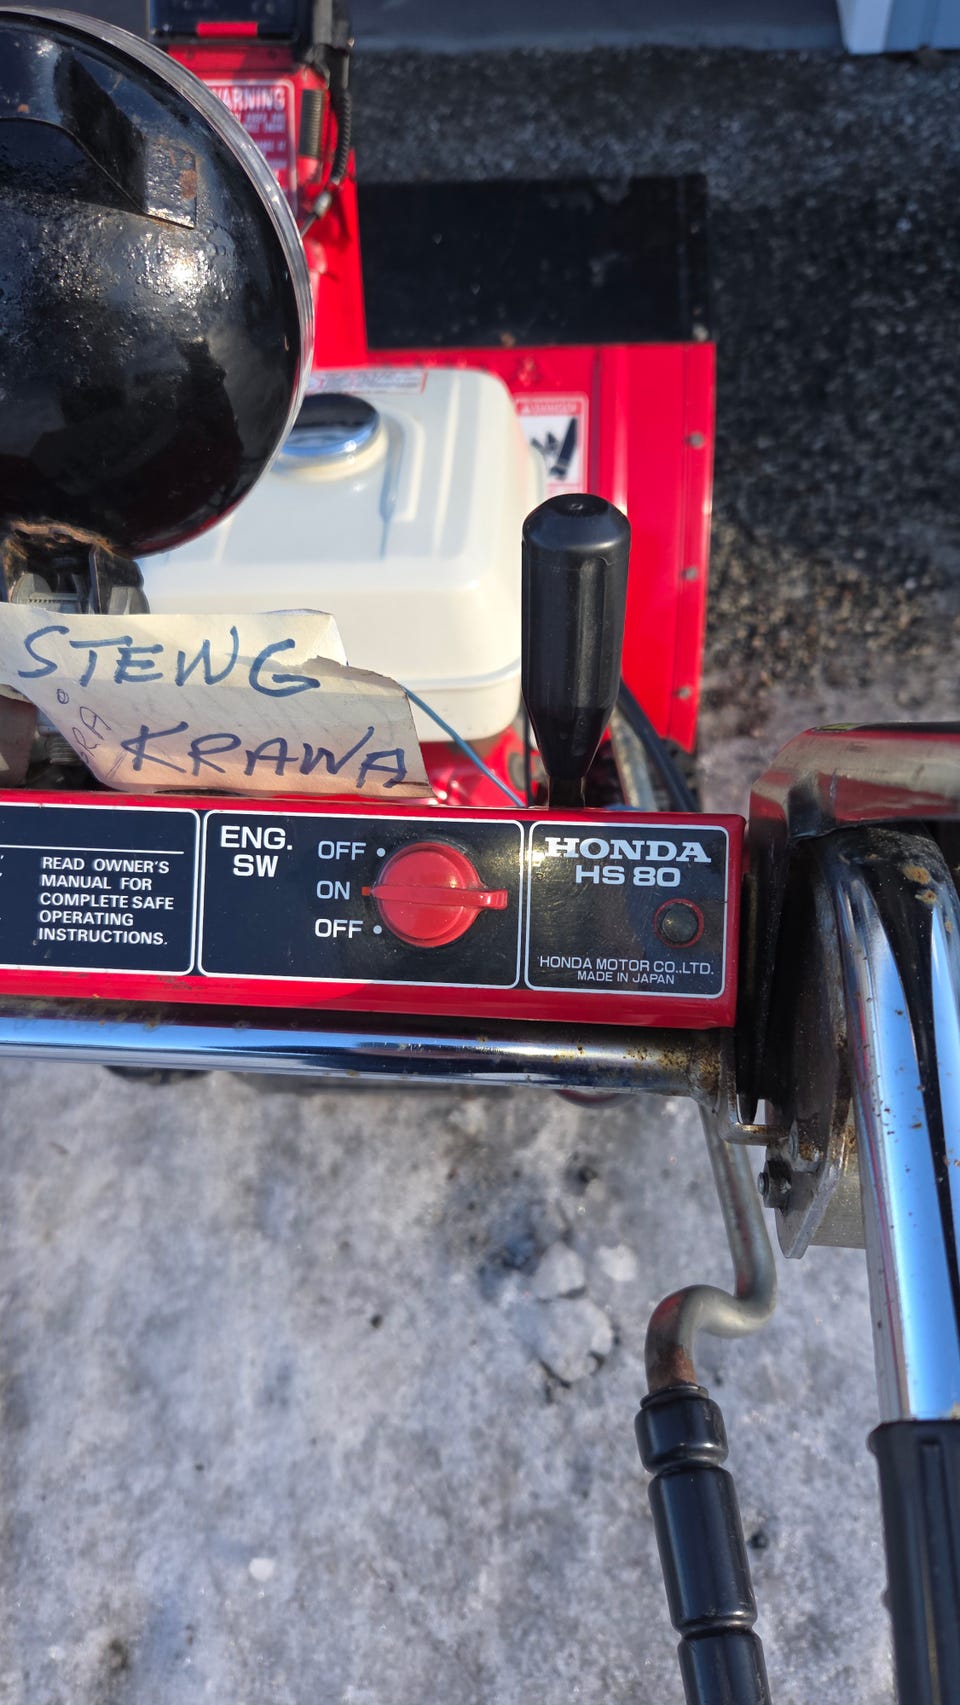 WARNING
STEWG
KRAWA
READ OWNER'S
MANUAL FOR
COMPLETE SAFE
OPERATING
INSTRUCTIONS.
ENG.
SW
OFF
ON
OFF
HONDA
HS 80
HONDA MOTOR CO.,LTD.
MADE IN JAPAN